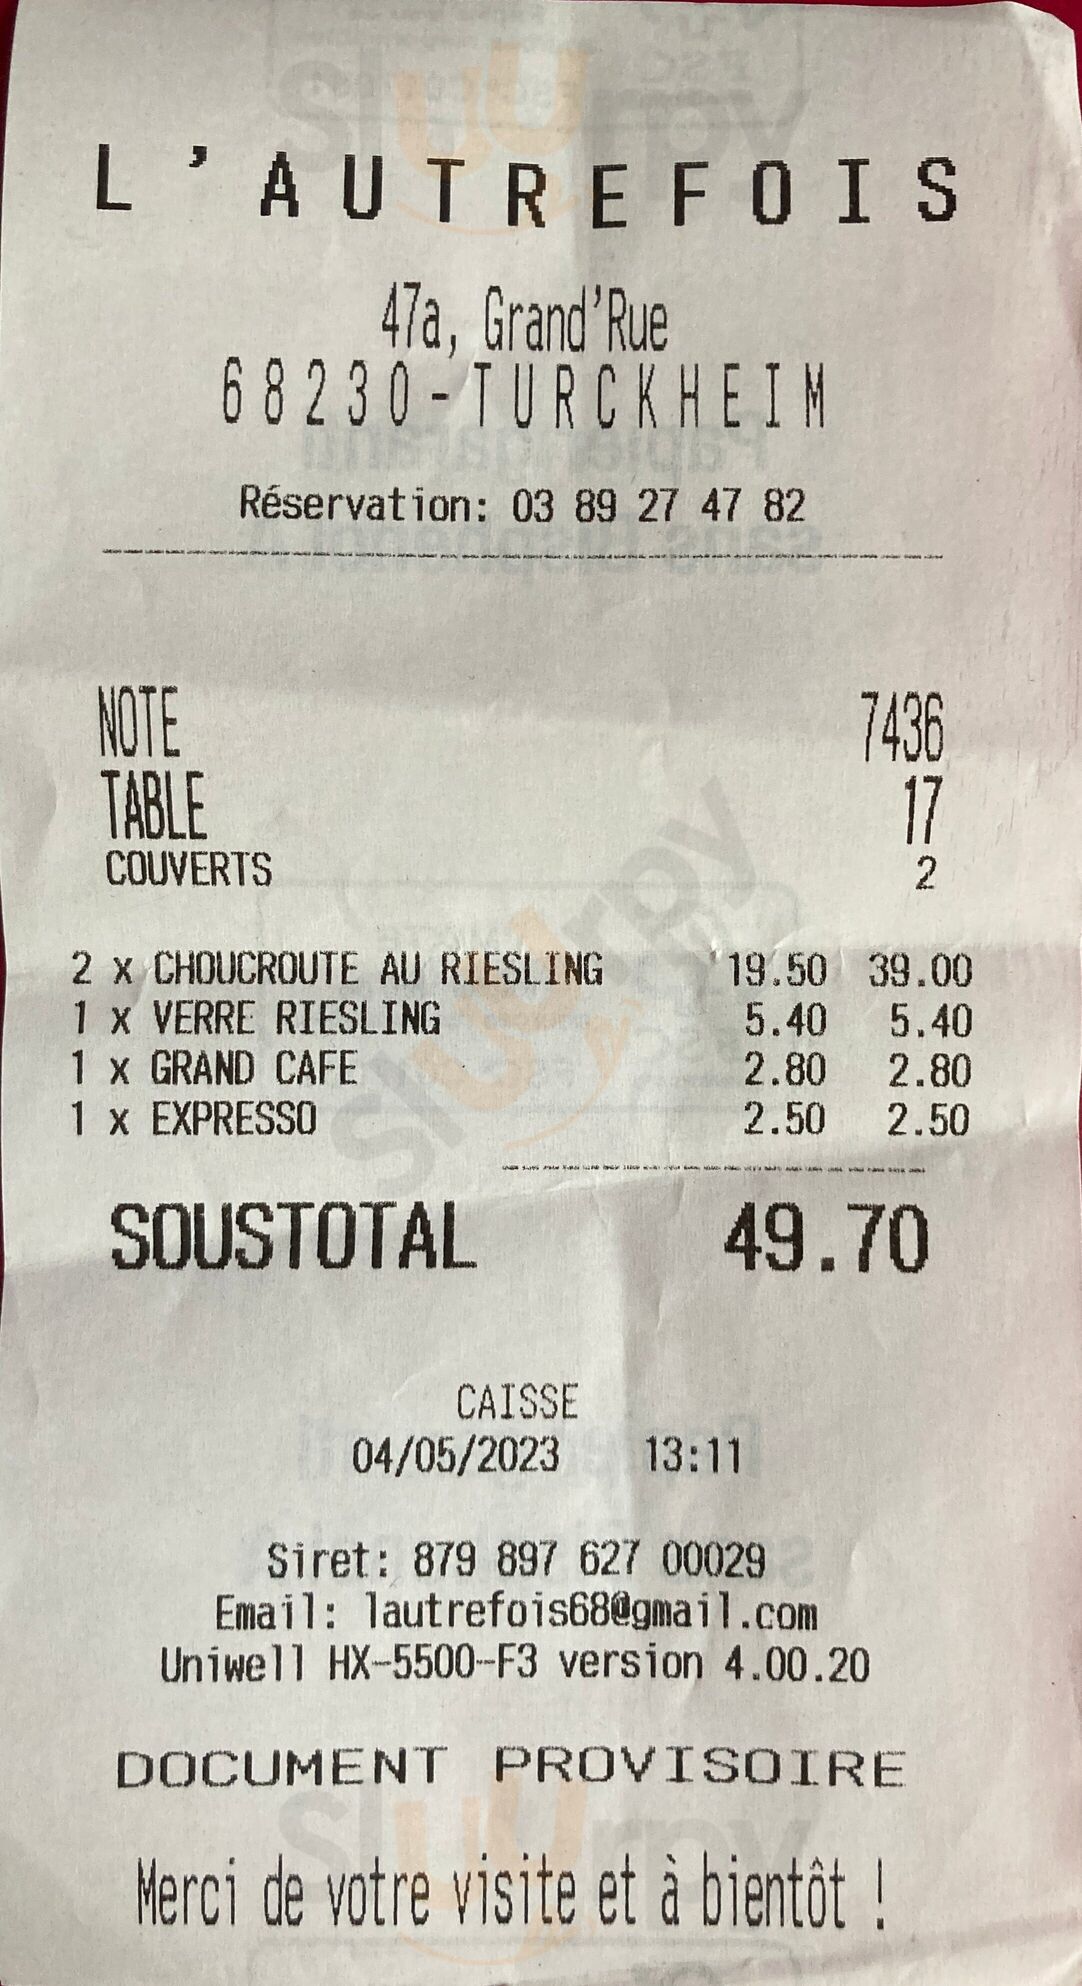 L'AUTREFOIS
47a, Grand'Rue
68230-TURCKHEIM
Réservation: 03 89 27 47 82
NOTE 7436
TABLE 17
COUVERTS 2
2 x CHOUCROUTE AU RIESLING 19.50 39.00
1 x VERRE RIESLING 5.40 5.40
1 x GRAND CAFE 2.80 2.80
1 x EXPRESSO 2.50 2.50
SOUSTOTAL 49.70
CAISSE
04/05/2023 13:11
Siret: 879 897 627 00029
Email: lautrefois68@gmail.com
Uniwell HX-5500-F3 version 4.00.20
DOCUMENT PROVISOIRE
Merci de votre visite et à bientôt !
sluurpy
sluurpy
sluurpy